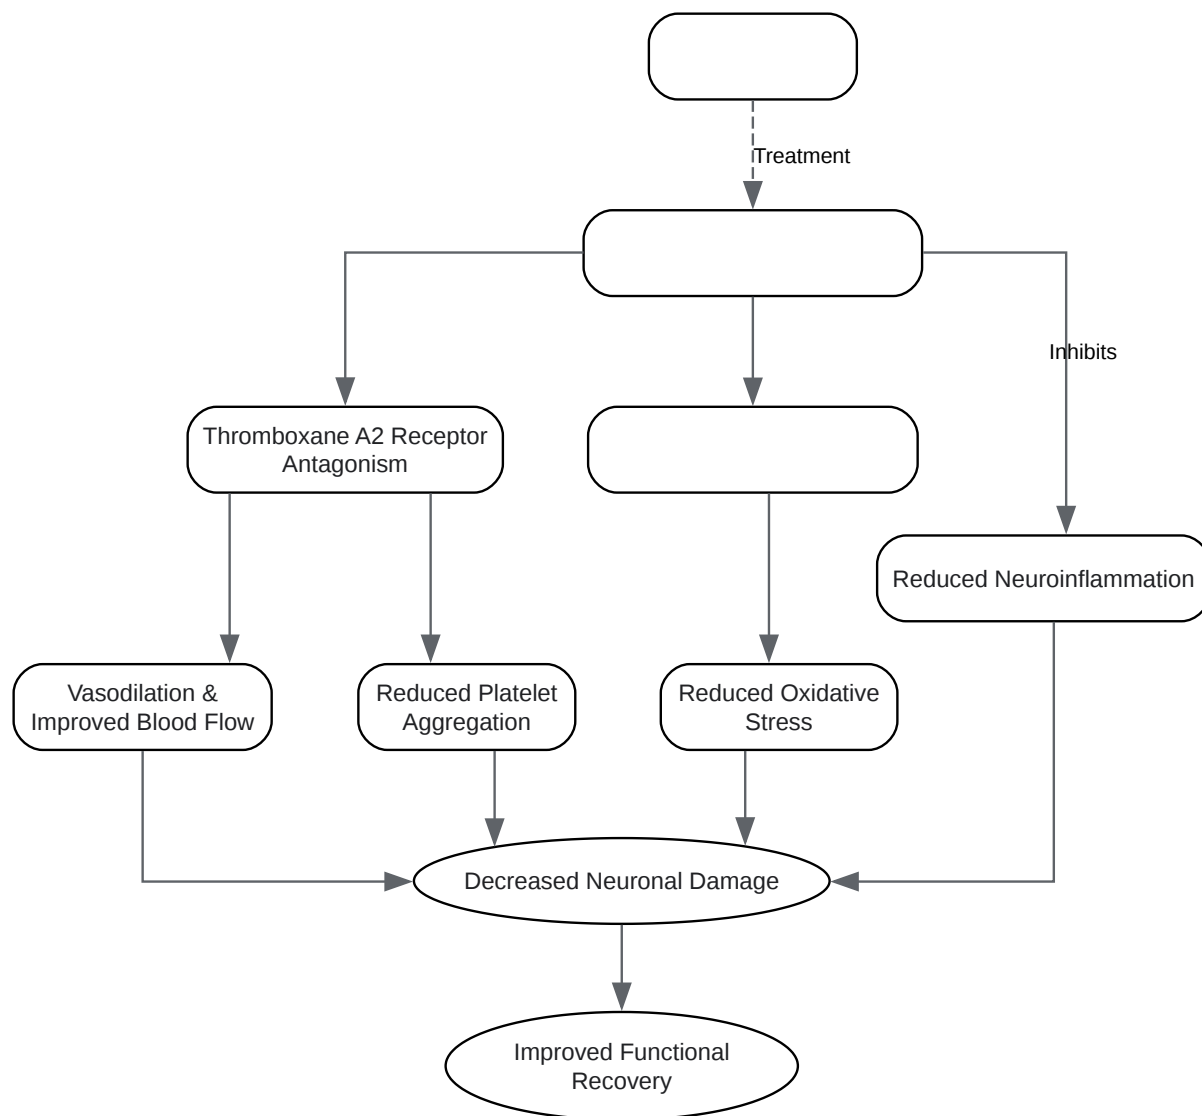 Treatment
Inhibits
Thromboxane A2 Receptor
Antagonism
Reduced Neuroinflammation
Vasodilation &
Improved Blood Flow
Reduced Platelet
Aggregation
Reduced Oxidative
Stress
Decreased Neuronal Damage
Improved Functional
Recovery